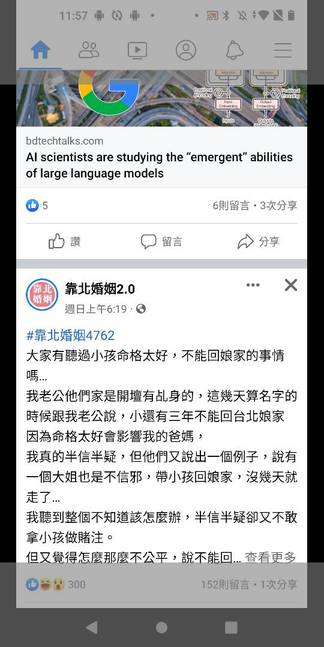 11:57
bdtechtalks.com
AI scientists are studying the “emergent” abilities
of large language models
5
6則留言・3次分享
讚
留言
分享
靠北
婚姻
靠北婚姻2.0
週日上午6:19 ·
#靠北婚姻4762
大家有聽過小孩命格太好，不能回娘家的事情
嗎...
我老公他們家是開壇有乩身的，這幾天算名字的
時候跟我老公說，小還有三年不能回台北娘家
因為命格太好會影響我的爸媽，
我真的半信半疑，但他們又說出一個例子，說有
一個大姐也是不信邪，帶小孩回娘家，沒幾天就
走了...
我聽到整個不知道該怎麼辦，半信半疑卻又不敢
拿小孩做賭注。
但又覺得怎麼那麼不公平，說不能回... 查看更多
300
152則留言・1次分享